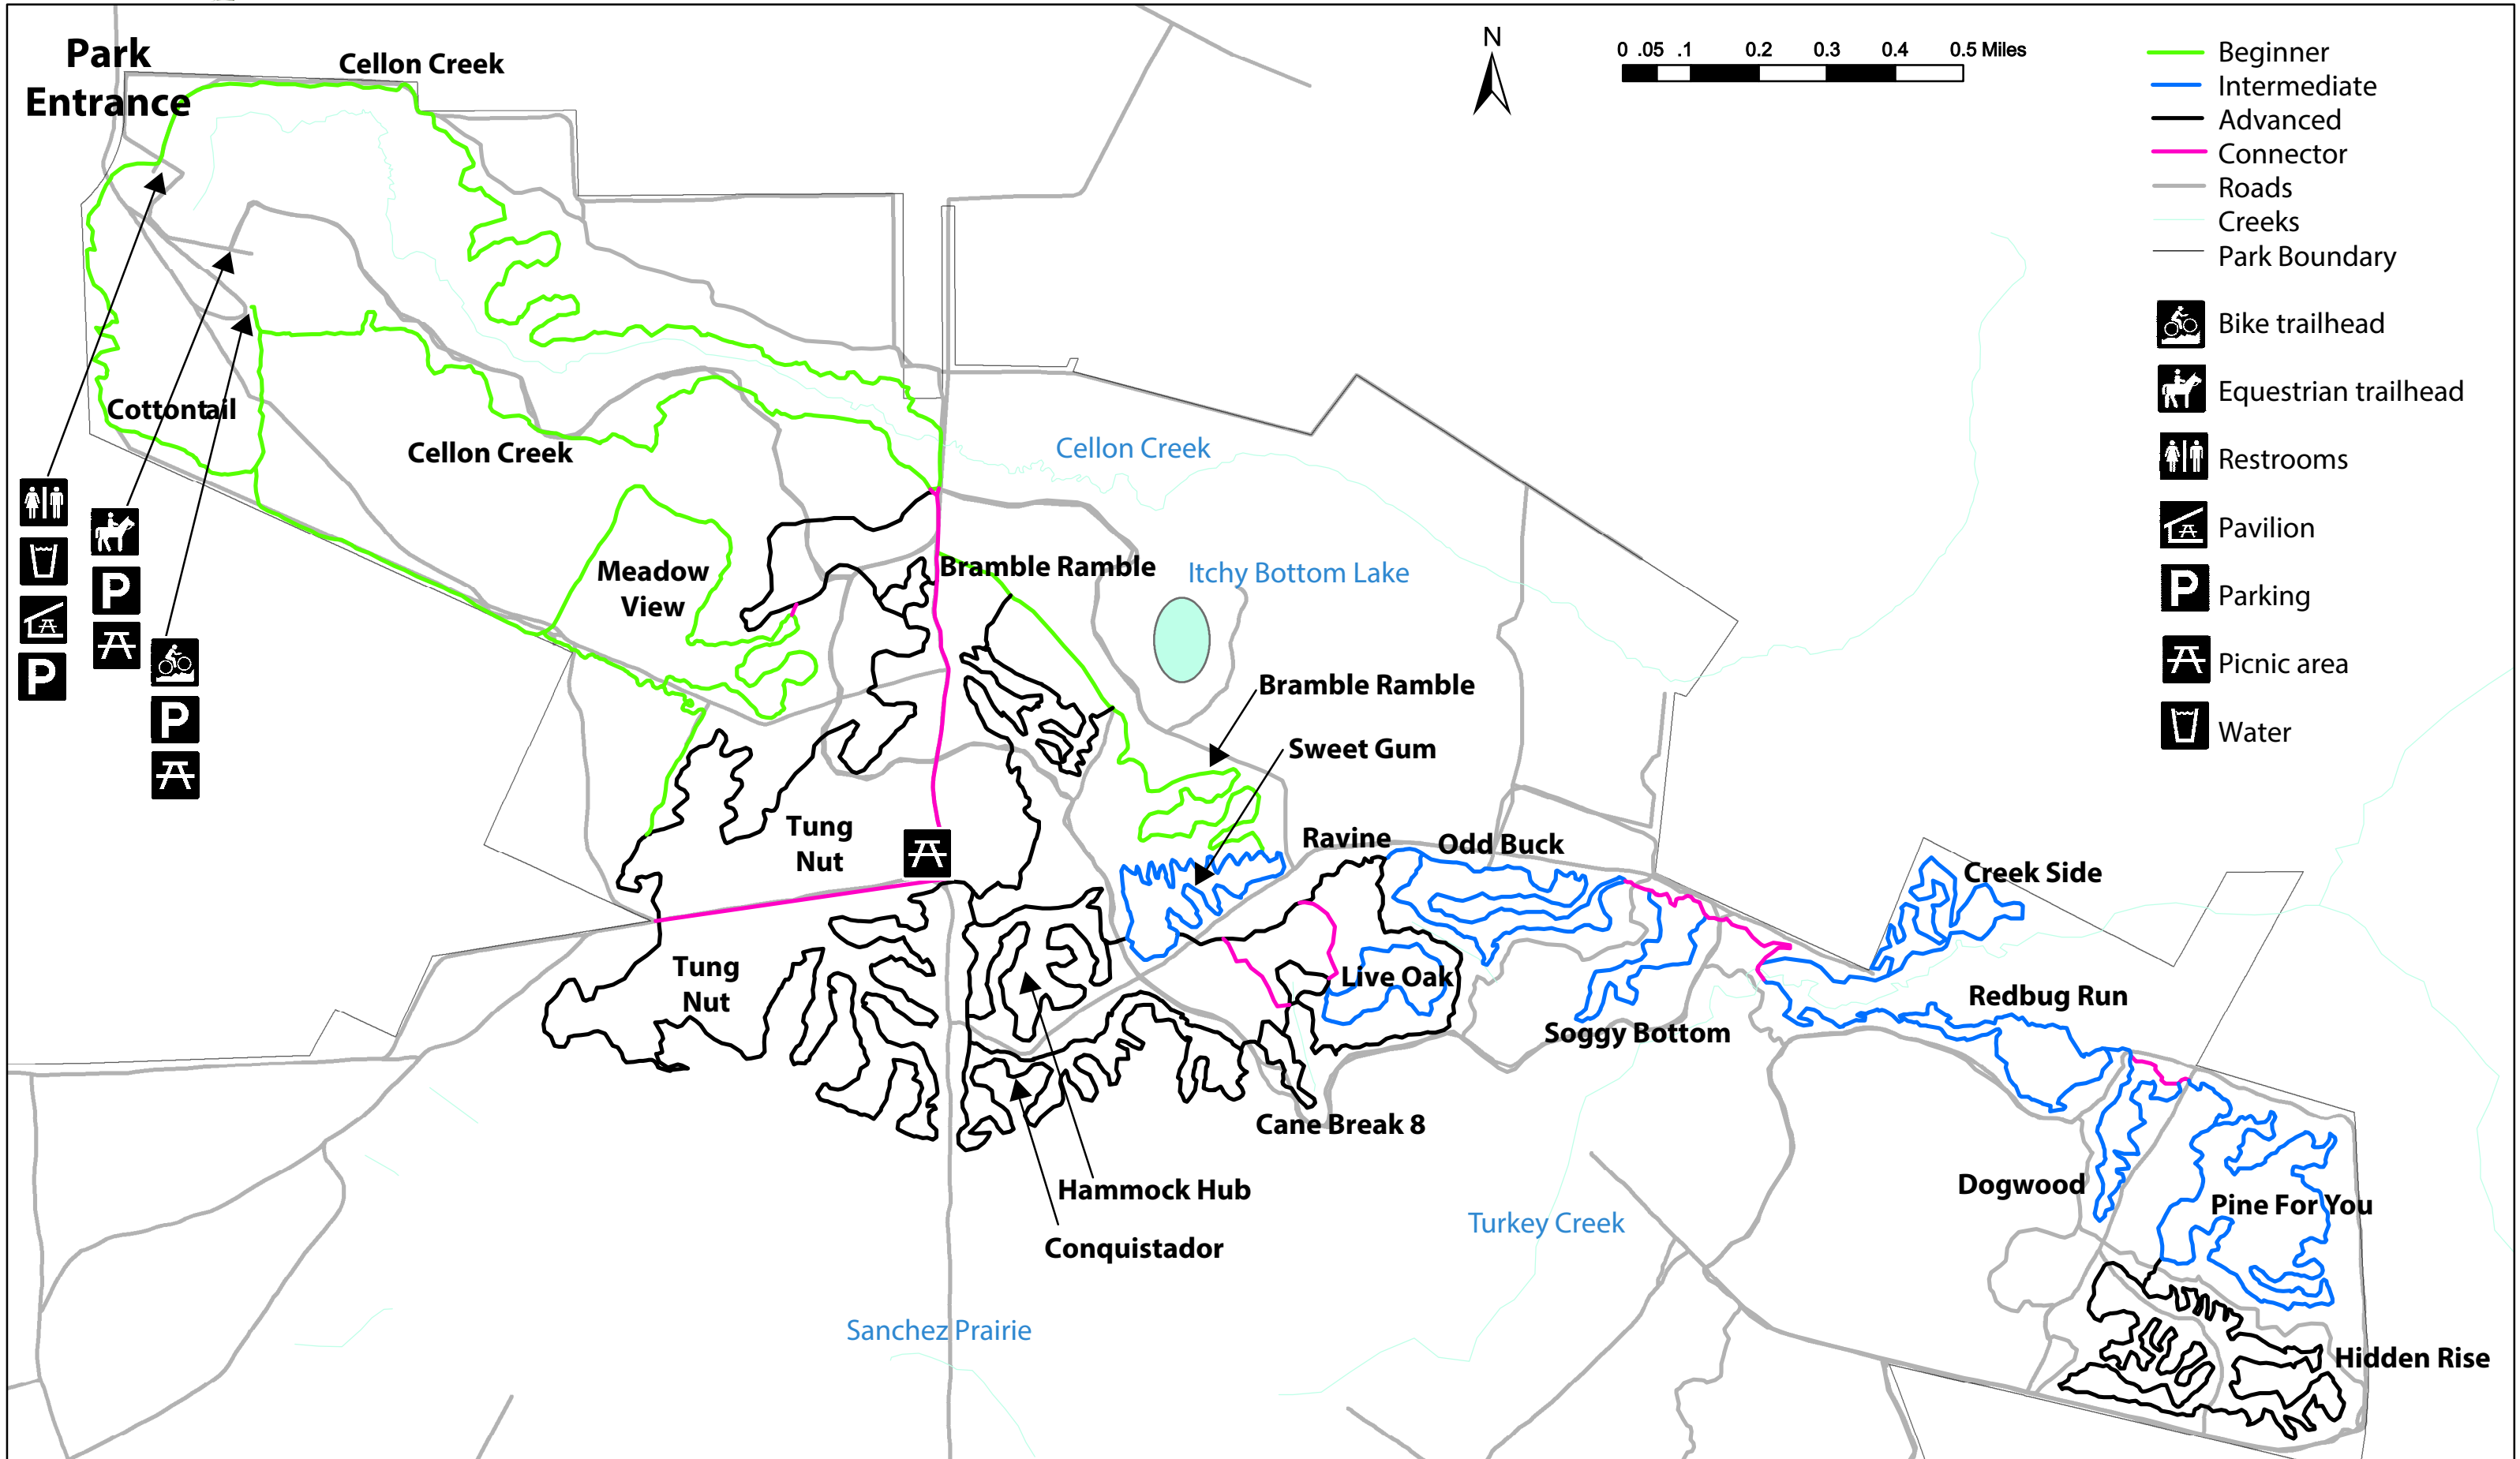 Park
Entrance
Cellon Creek
N
0 .05 .1 0.2 0.3 0.4 0.5 Miles
Beginner
Intermediate
Advanced
Connector
Roads
Creeks
Park Boundary
Bike trailhead
Equestrian trailhead
Restrooms
Pavilion
P Parking
Picnic area
Water
Cottontail
Cellon Creek
Cellon Creek
Meadow
View
Bramble Ramble
Itchy Bottom Lake
P
P
P
Bramble Ramble
Sweet Gum
Tung
Nut
Ravine
Odd Buck
Creek Side
Tung
Nut
Live Oak
Redbug Run
Soggy Bottom
Cane Break 8
Hammock Hub
Conquistador
Dogwood
Pine For You
Turkey Creek
Sanchez Prairie
Hidden Rise